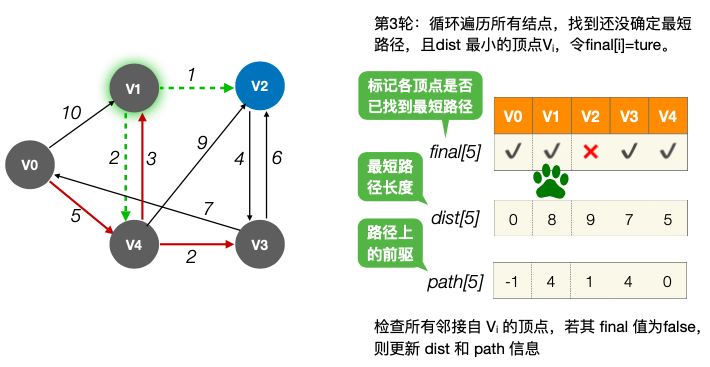 第3轮：循环遍历所有结点，找到还没确定最短
路径，且dist 最小的顶点Vi，令final[i]=ture。
标记各顶点是否
已找到最短路径
V0 V1 V2 V3 V4
final[5] ✓ ✓ ✗ ✓ ✓
最短路
径长度
dist[5] 0 8 9 7 5
路径上
的前驱
path[5] -1 4 1 4 0
检查所有邻接自 Vi 的顶点，若其 final 值为false，
则更新 dist 和 path 信息
V1
1
V2
10
2
3
9
4
6
V0
5
7
V4
2
V3